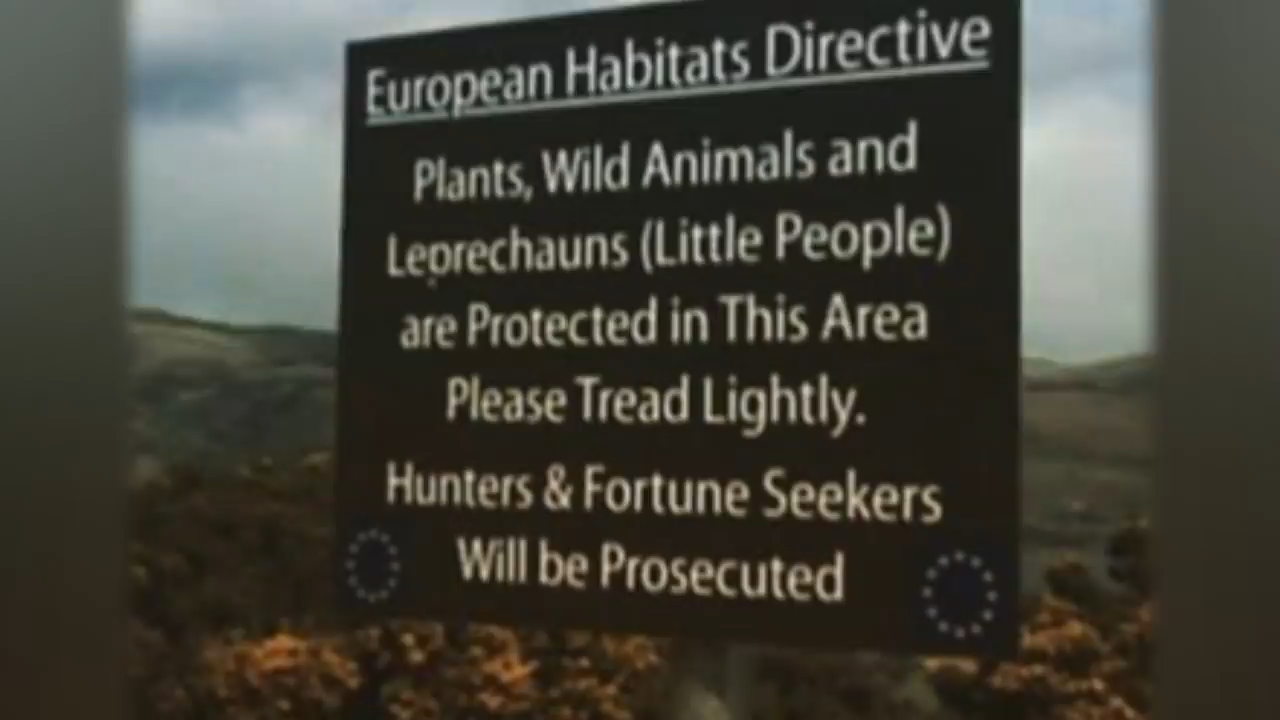 European Habitats Directive
Plants, Wild Animals and
Leprechauns (Little People)
are Protected in This Area
Please Tread Lightly.
Hunters & Fortune Seekers
Will be Prosecuted